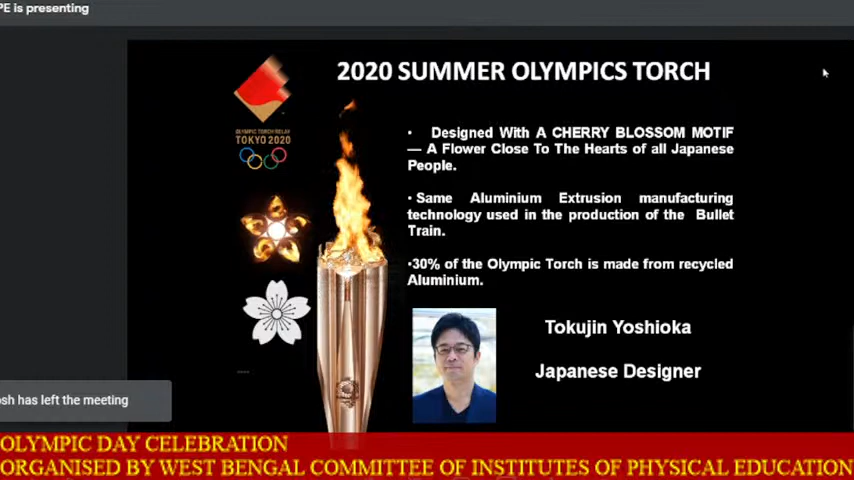 PE is presenting
2020 SUMMER OLYMPICS TORCH
OLYMPIC TORCH RELAY
TOKYO 2020
• Designed With A CHERRY BLOSSOM MOTIF
— A Flower Close To The Hearts of all Japanese
People.
• Same Aluminium Extrusion manufacturing
technology used in the production of the Bullet
Train.
•30% of the Olympic Torch is made from recycled
Aluminium.
Tokujin Yoshioka
Japanese Designer
osh has left the meeting
OLYMPIC DAY CELEBRATION
ORGANISED BY WEST BENGAL COMMITTEE OF INSTITUTES OF PHYSICAL EDUCATION